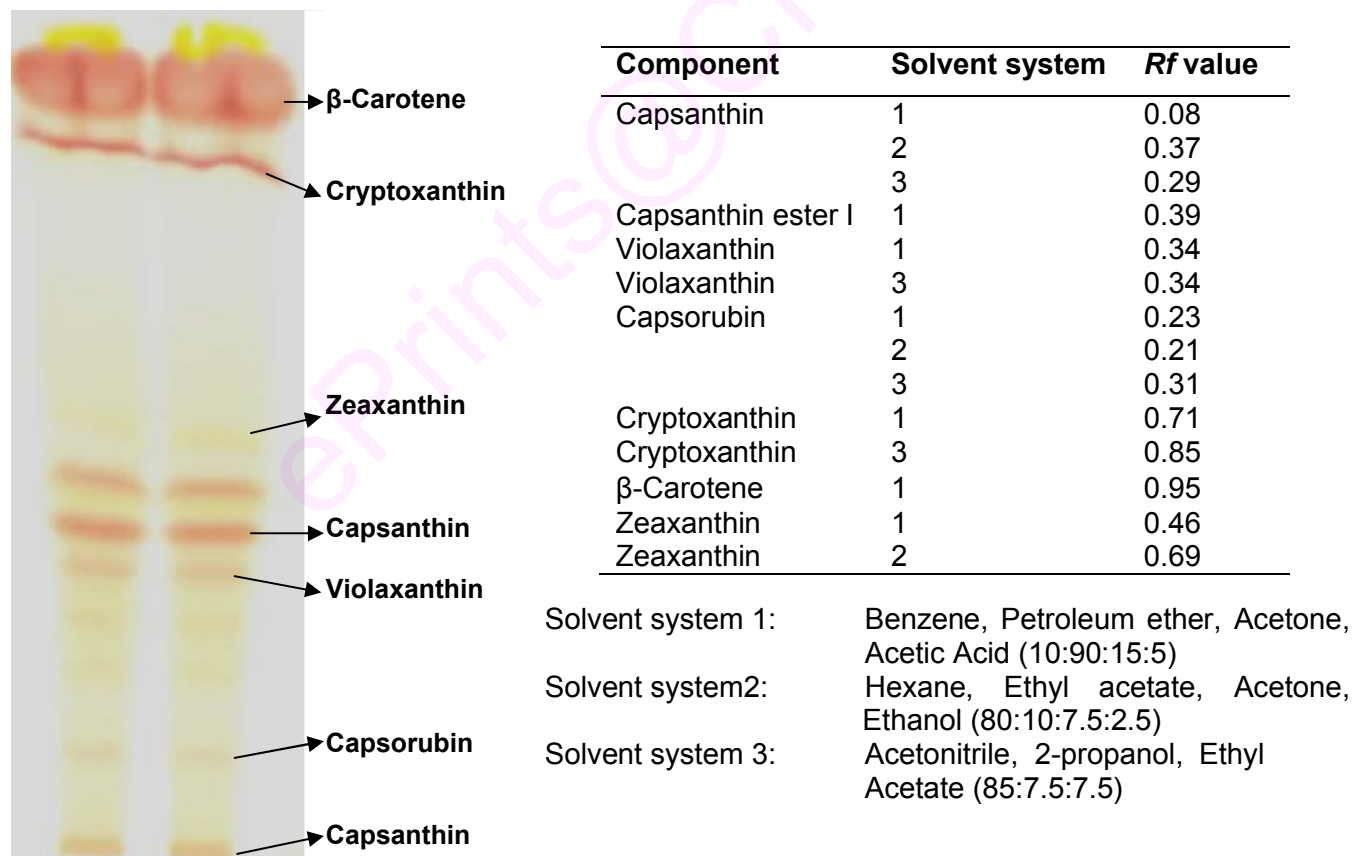 β-Carotene
Cryptoxanthin
Zeaxanthin
Capsanthin
Violaxanthin
Capsorubin
Capsanthin
Component Solvent system Rf value
Capsanthin 1 0.08
2 0.37
3 0.29
Capsanthin ester I 1 0.39
Violaxanthin 1 0.34
Violaxanthin 3 0.34
Capsorubin 1 0.23
2 0.21
3 0.31
Cryptoxanthin 1 0.71
Cryptoxanthin 3 0.85
β-Carotene 1 0.95
Zeaxanthin 1 0.46
Zeaxanthin 2 0.69
Solvent system 1: Benzene, Petroleum ether, Acetone,
Acetic Acid (10:90:15:5)
Solvent system2: Hexane, Ethyl acetate, Acetone,
Ethanol (80:10:7.5:2.5)
Solvent system 3: Acetonitrile, 2-propanol, Ethyl
Acetate (85:7.5:7.5)
ePrints@C